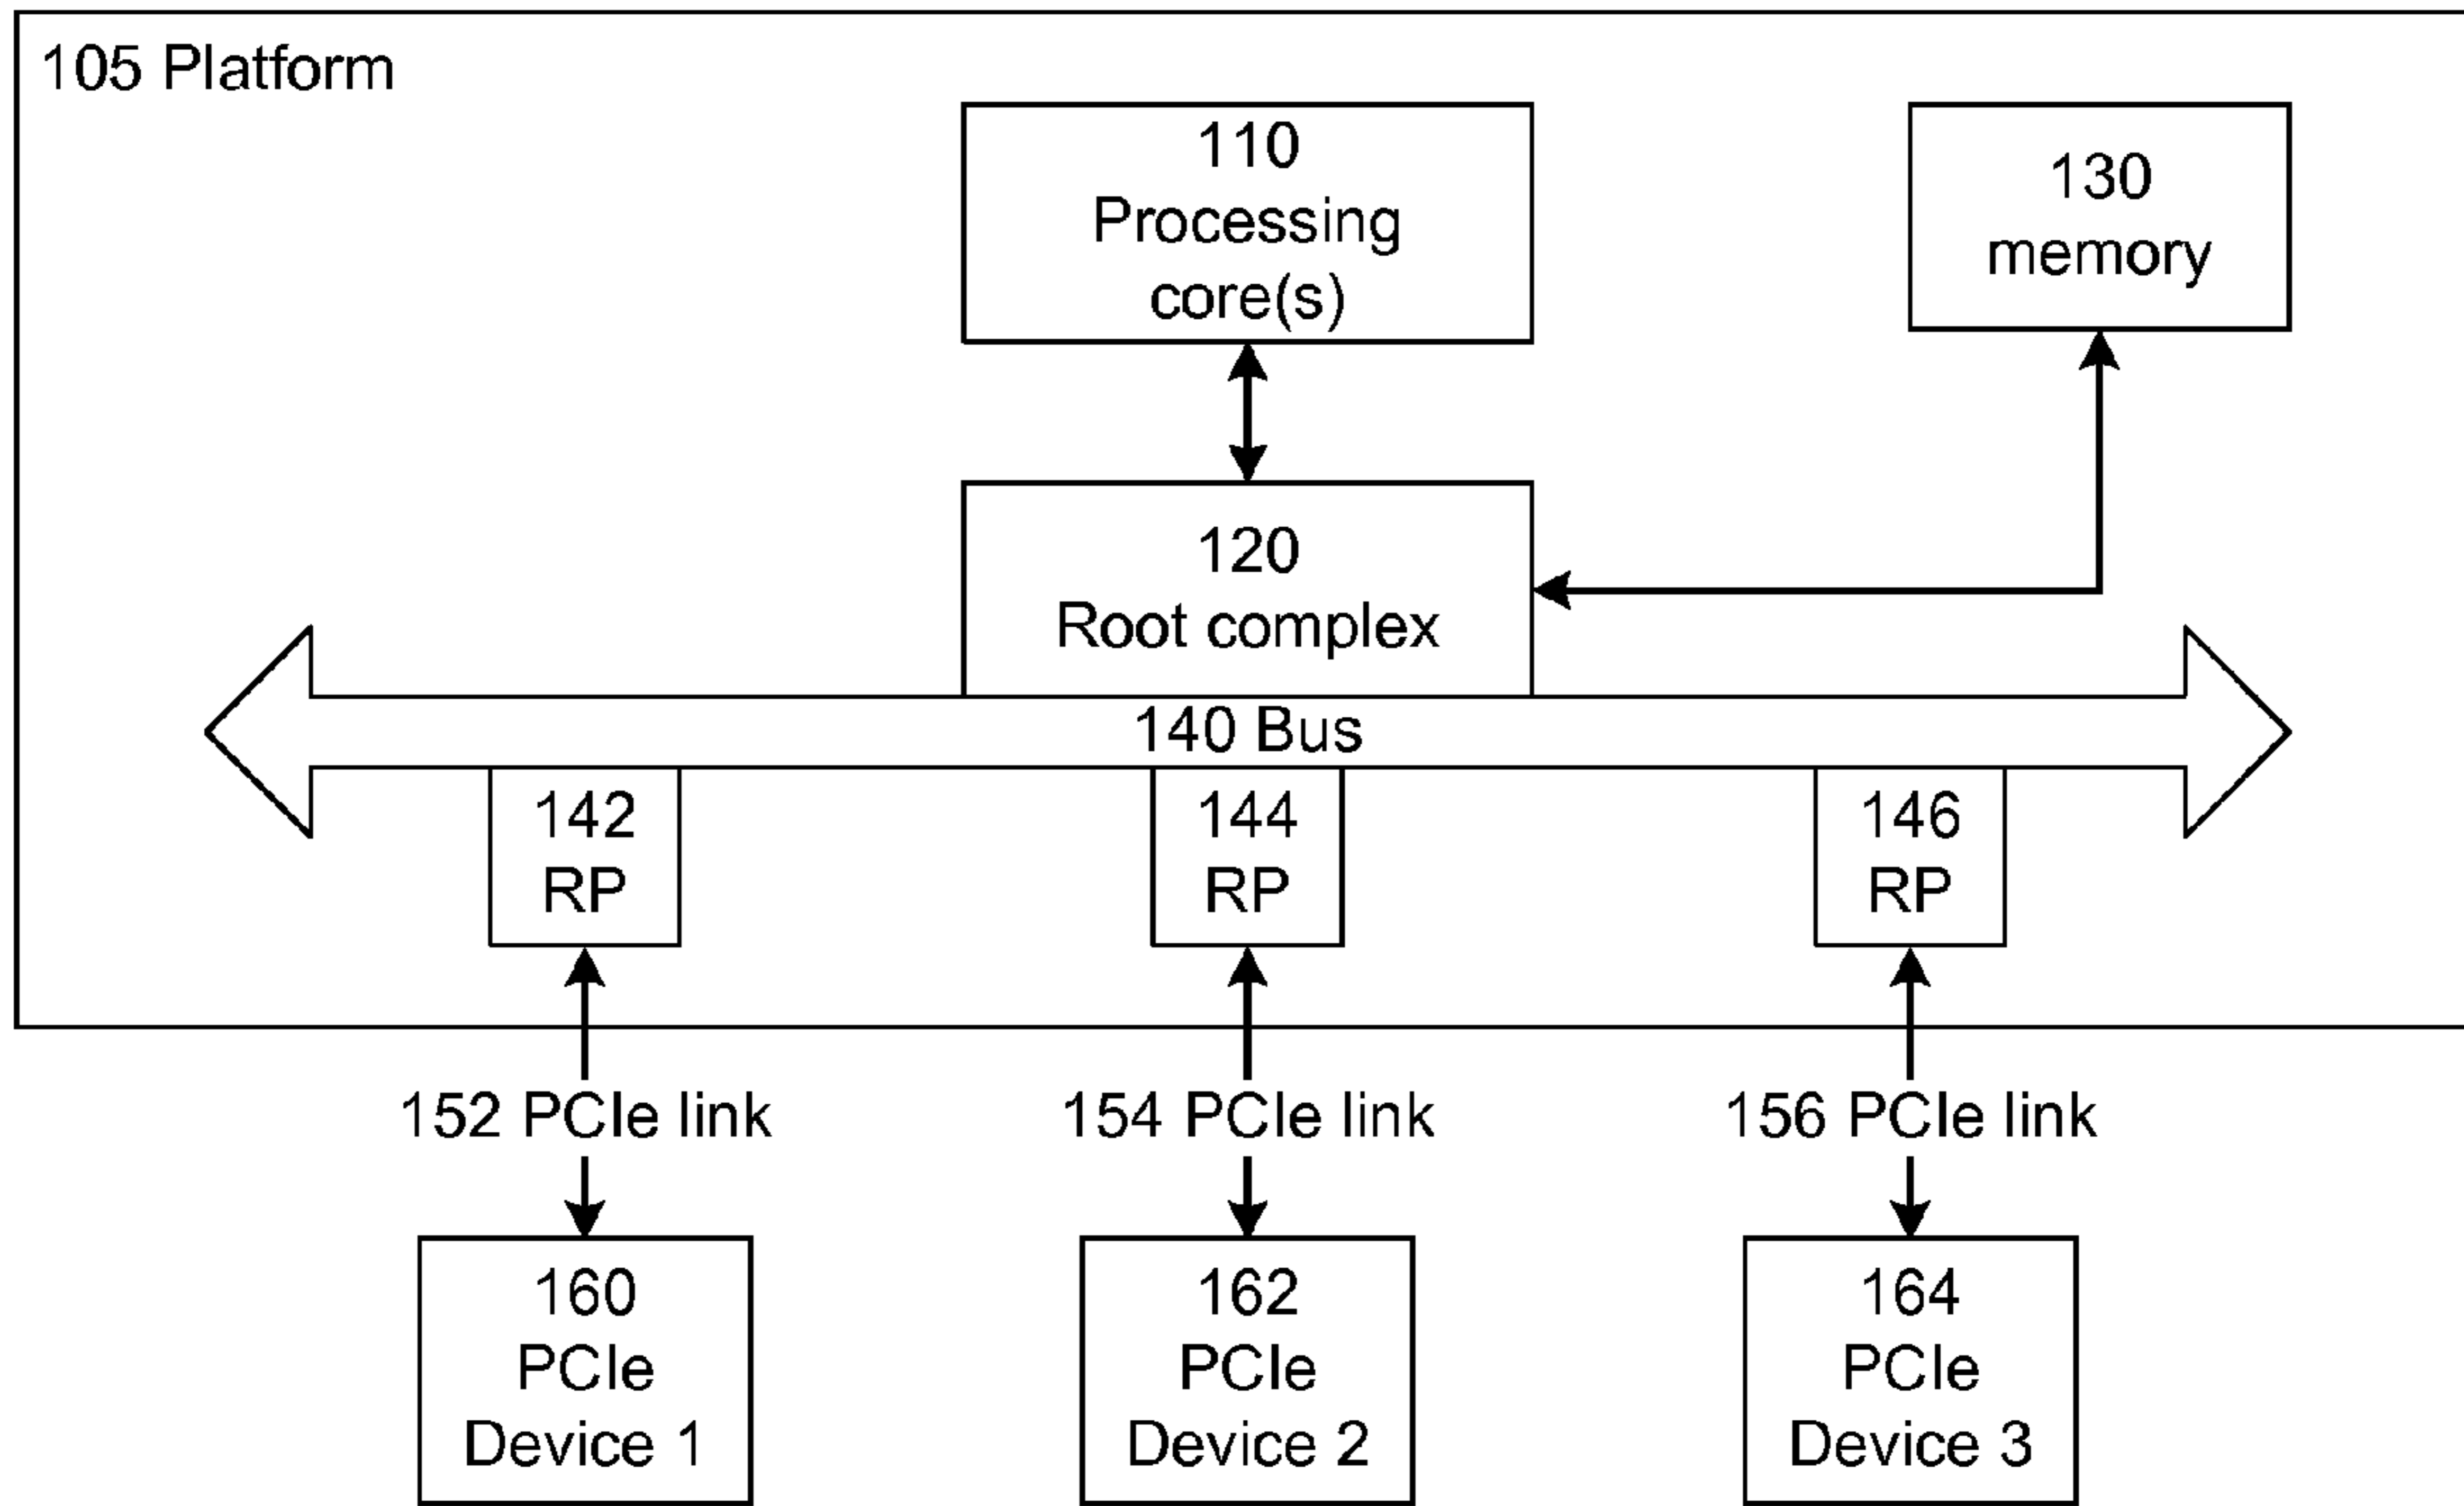 105 Platform
110
Processing
core(s)
130
memory
120
Root complex
140 Bus
142
RP
144
RP
146
RP
152 PCIe link
154 PCIe link
156 PCIe link
160
PCIe
Device 1
162
PCIe
Device 2
164
PCIe
Device 3